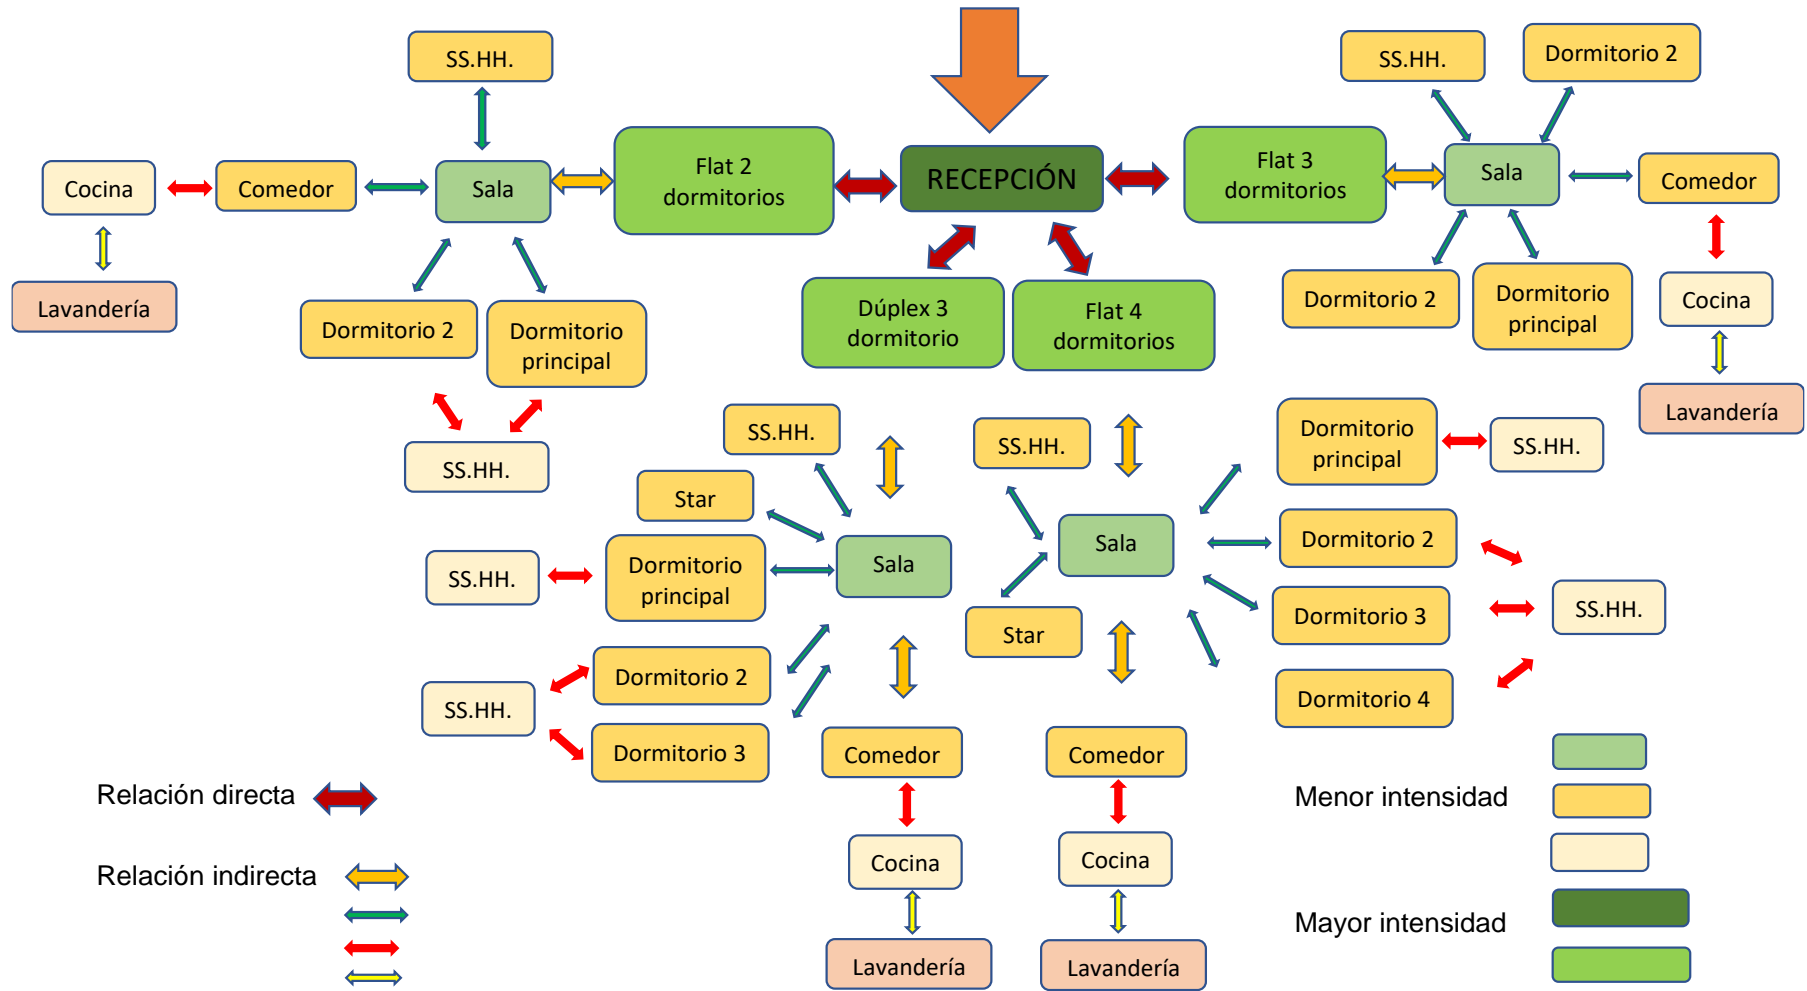 SS.HH.
SS.HH.
Dormitorio 2
Cocina
Comedor
Sala
Flat 2
dormitorios
RECEPCIÓN
Flat 3
dormitorios
Sala
Comedor
Lavandería
Dormitorio 2
Dormitorio
principal
Dúplex 3
dormitorio
Flat 4
dormitorios
Dormitorio 2
Dormitorio
principal
Cocina
Lavandería
SS.HH.
SS.HH.
SS.HH.
Dormitorio
principal
SS.HH.
Star
Sala
Sala
Dormitorio 2
SS.HH.
Dormitorio
principal
Star
Dormitorio 3
SS.HH.
SS.HH.
Dormitorio 2
Dormitorio 3
Dormitorio 4
Comedor
Comedor
Cocina
Cocina
Lavandería
Lavandería
Relación directa
Relación indirecta
Menor intensidad
Mayor intensidad